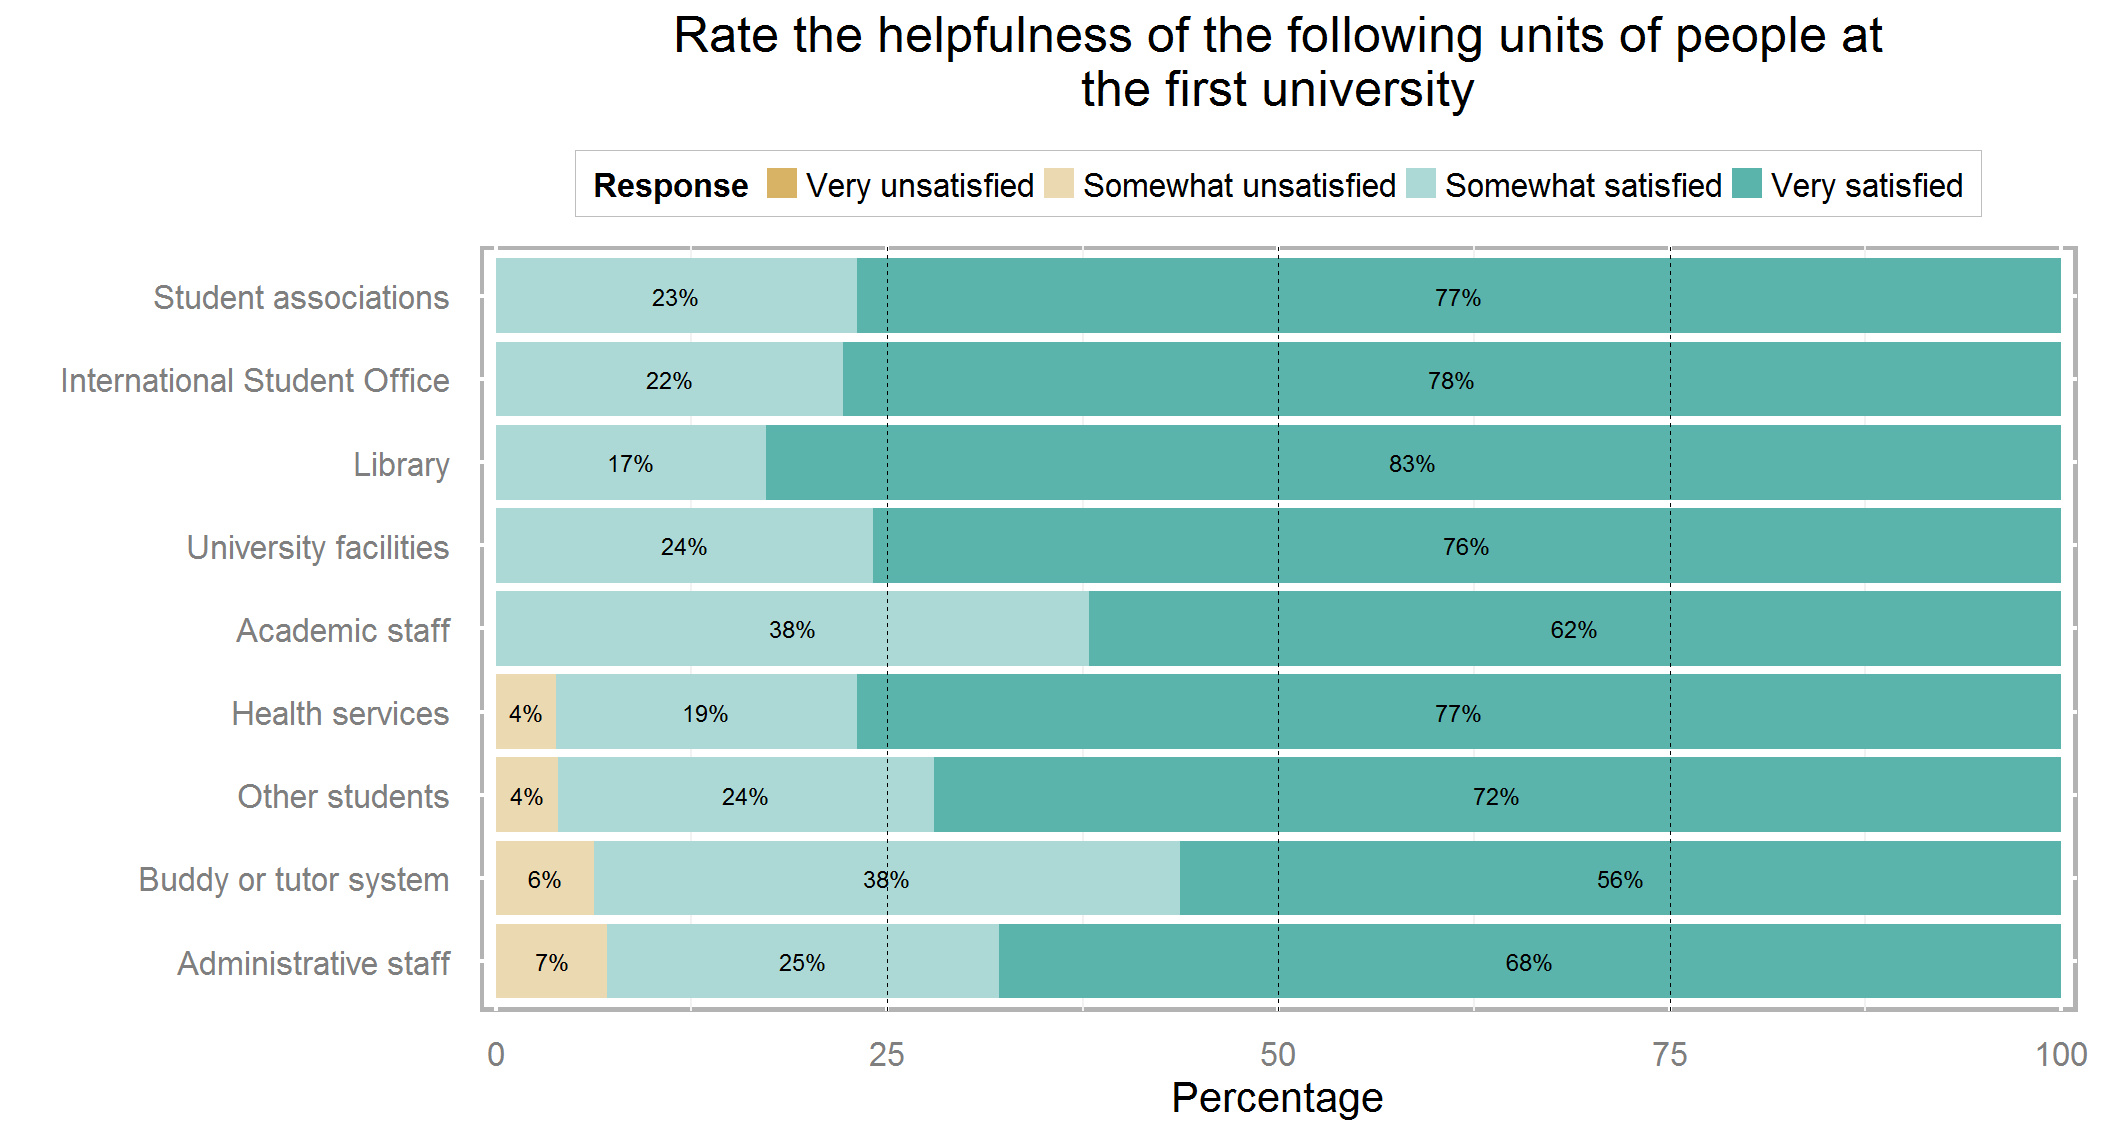 Rate the helpfulness of the following units of people at
the first university
Response Very unsatisfied Somewhat unsatisfied Somewhat satisfied Very satisfied
Student associations 23% 77%
International Student Office 22% 78%
Library 17% 83%
University facilities 24% 76%
Academic staff 38% 62%
Health services 4% 19% 77%
Other students 4% 24% 72%
Buddy or tutor system 6% 38% 56%
Administrative staff 7% 25% 68%
0 25 50 75 100
Percentage